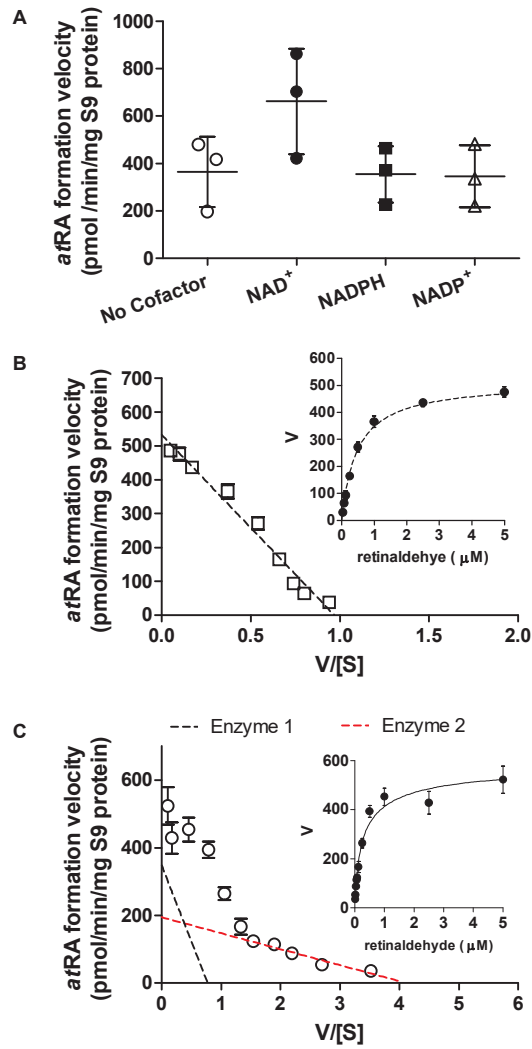 A
atRA formation velocity
(pmol /min/mg S9 protein)
1000
800
600
400
200
0
No Cofactor
NAD+
NADPH
NADP+
B
atRA formation velocity
(pmol/min/mg S9 protein)
700
600
500
400
300
200
100
0
0.0
0.5
1.0
1.5
2.0
V/[S]
V
600
500
400
300
200
100
0
0
1
2
3
4
5
retinaldehye ( μM)
C
Enzyme 1
Enzyme 2
atRA formation velocity
(pmol/min/mg S9 protein)
600
400
200
0
0
1
2
3
4
5
6
V/[S]
V
600
400
200
0
0
1
2
3
4
5
retinaldehyde ( μM)